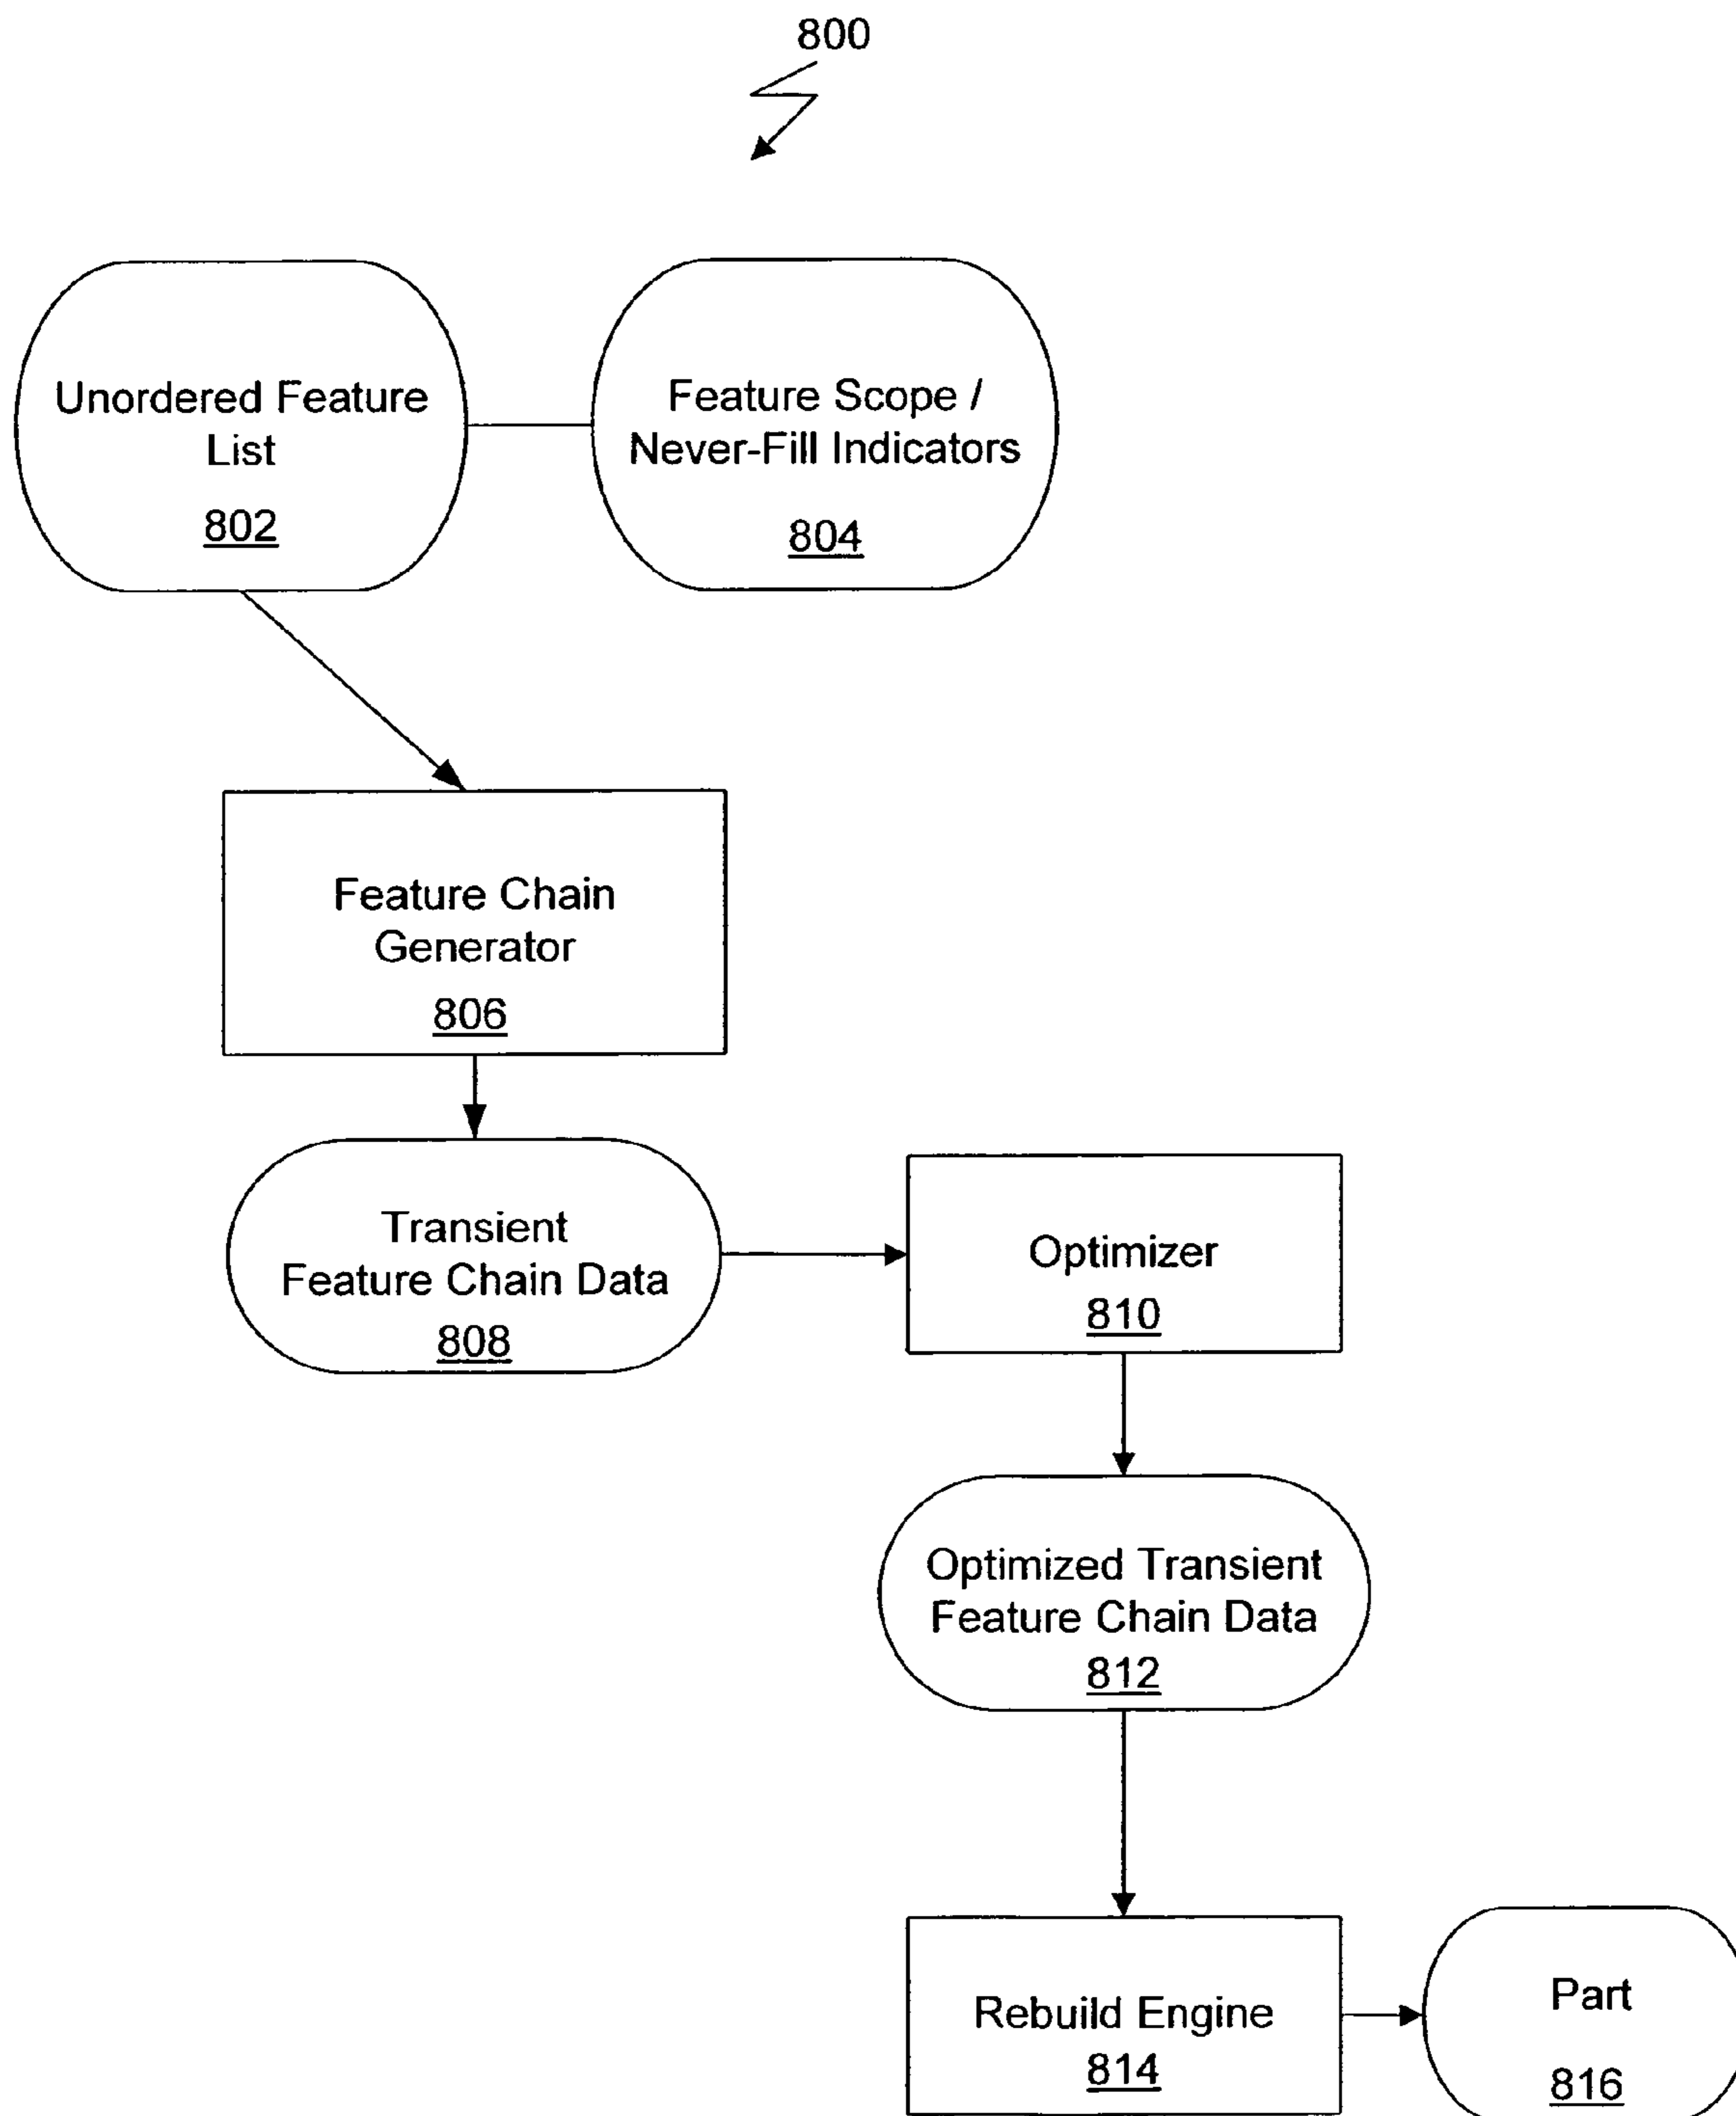 800
Unordered Feature
List
802
Feature Scope /
Never-Fill Indicators
804
Feature Chain
Generator
806
Transient
Feature Chain Data
808
Optimizer
810
Optimized Transient
Feature Chain Data
812
Rebuild Engine
814
Part
816